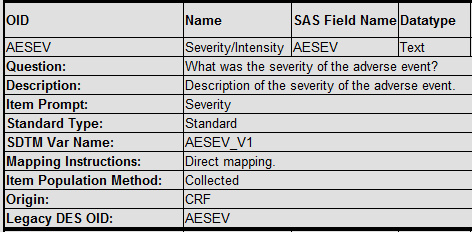 OID Name SAS Field Name Datatype
AESEV Severity/Intensity AESEV Text
Question: What was the severity of the adverse event?
Description: Description of the severity of the adverse event.
Item Prompt: Severity
Standard Type: Standard
SDTM Var Name: AESEV_V1
Mapping Instructions: Direct mapping.
Item Population Method: Collected
Origin: CRF
Legacy DES OID: AESEV